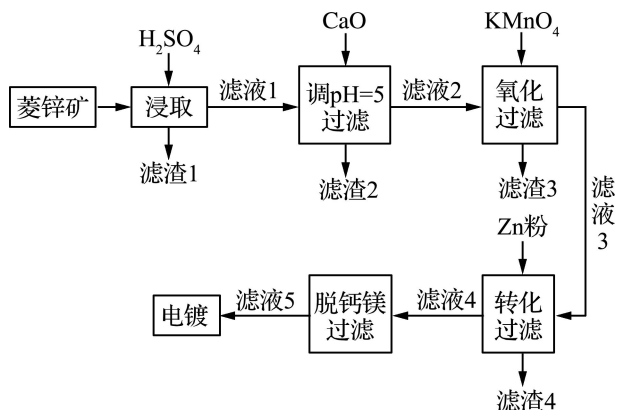 CaO
KMnO₄
H₂SO₄
菱锌矿
浸取
滤液1
调pH=5
过滤
滤液2
氧化
过滤
滤渣1
滤渣2
滤渣3
滤液3
Zn粉
电镀
滤液5
脱钙镁
过滤
滤液4
转化
过滤
滤渣4